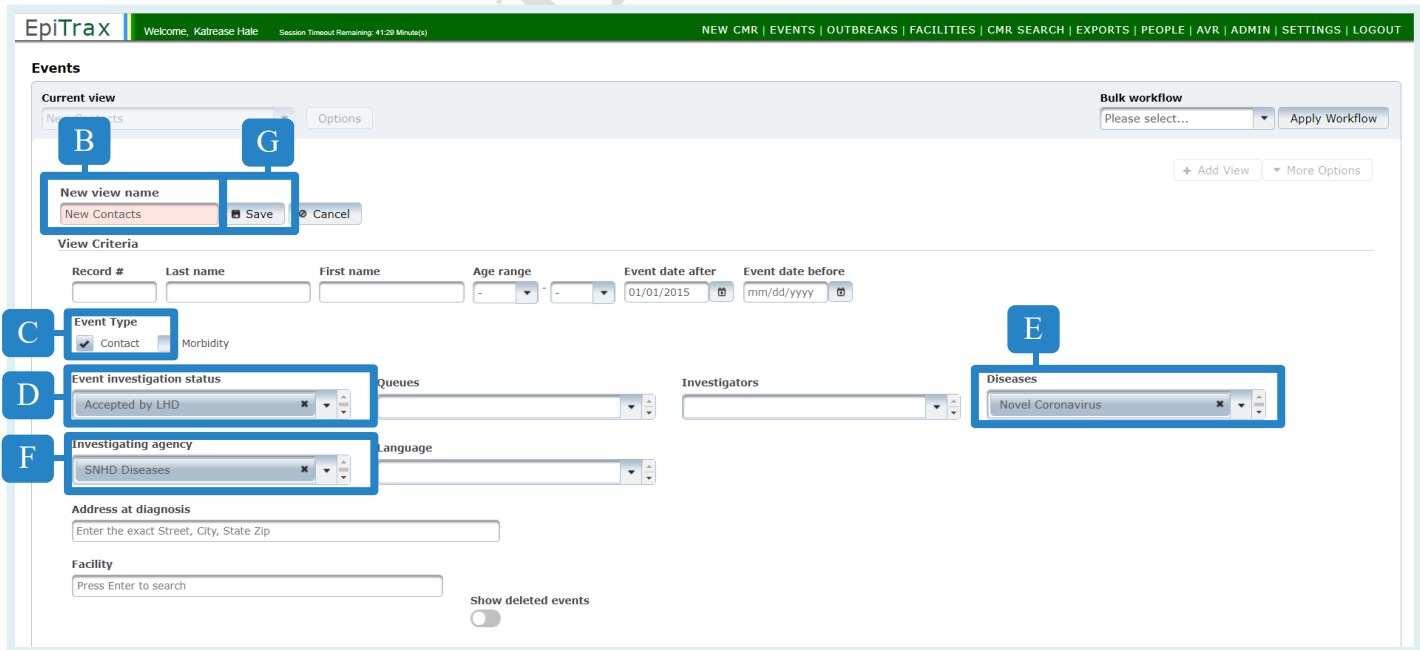 EpiTrax Welcome, Katrease Hale Session Timeout Remaining: 41:29 Minute(s) NEW CMR | EVENTS | OUTBREAKS | FACILITIES | CMR SEARCH | EXPORTS | PEOPLE | AVR | ADMIN | SETTINGS | LOGOUT
Events
Current view Bulk workflow
New Contacts Options Please select... Apply Workflow
B G
+ Add View More Options
New view name
New Contacts Save Cancel
View Criteria
Record # Last name First name Age range Event date after Event date before
- - - 01/01/2015 mm/dd/yyyy
C Event Type E
Contact Morbidity
D Event investigation status Queues Investigators Diseases
Accepted by LHD Novel Coronavirus
F Investigating agency Language
SNHD Diseases
Address at diagnosis
Enter the exact Street, City, State Zip
Facility
Press Enter to search
Show deleted events